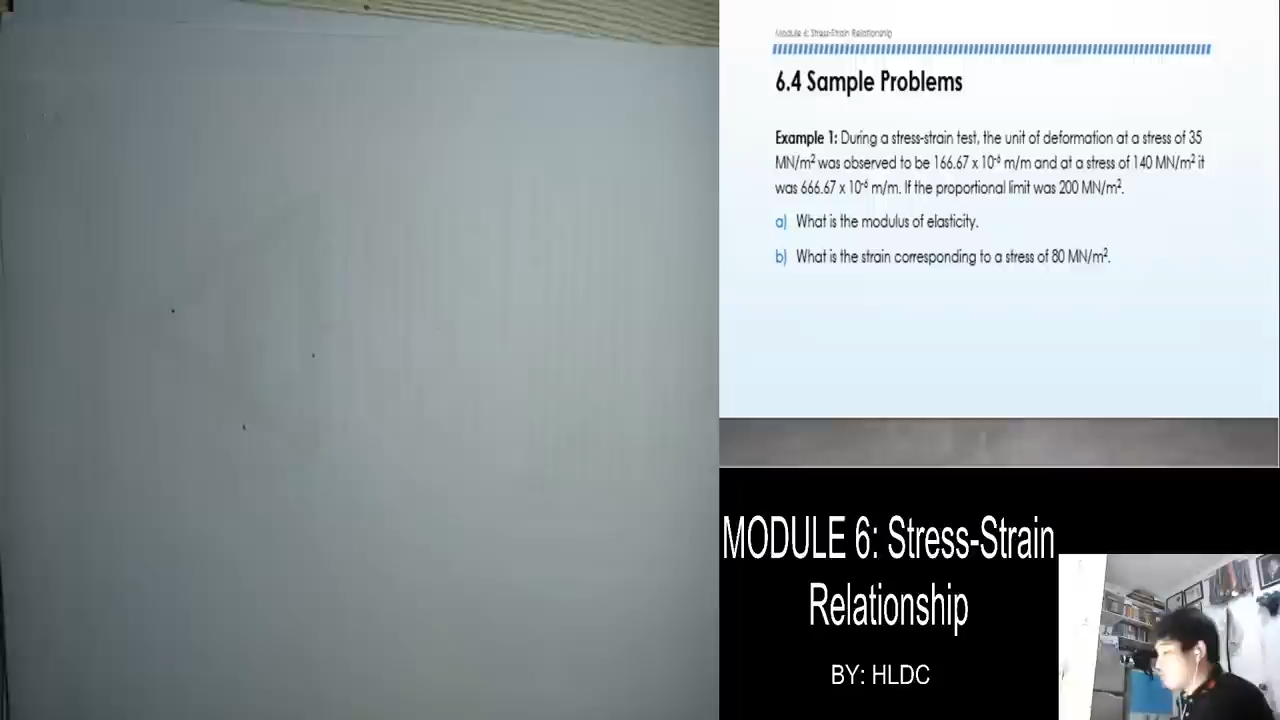 Module 6: Stress-Strain Relationship
6.4 Sample Problems
Example 1: During a stress-strain test, the unit of deformation at a stress of 35
MN/m² was observed to be 166.67 x 10⁻⁶ m/m and at a stress of 140 MN/m² it
was 666.67 x 10⁻⁶ m/m. If the proportional limit was 200 MN/m².
a) What is the modulus of elasticity.
b) What is the strain corresponding to a stress of 80 MN/m².
MODULE 6: Stress-Strain
Relationship
BY: HLDC